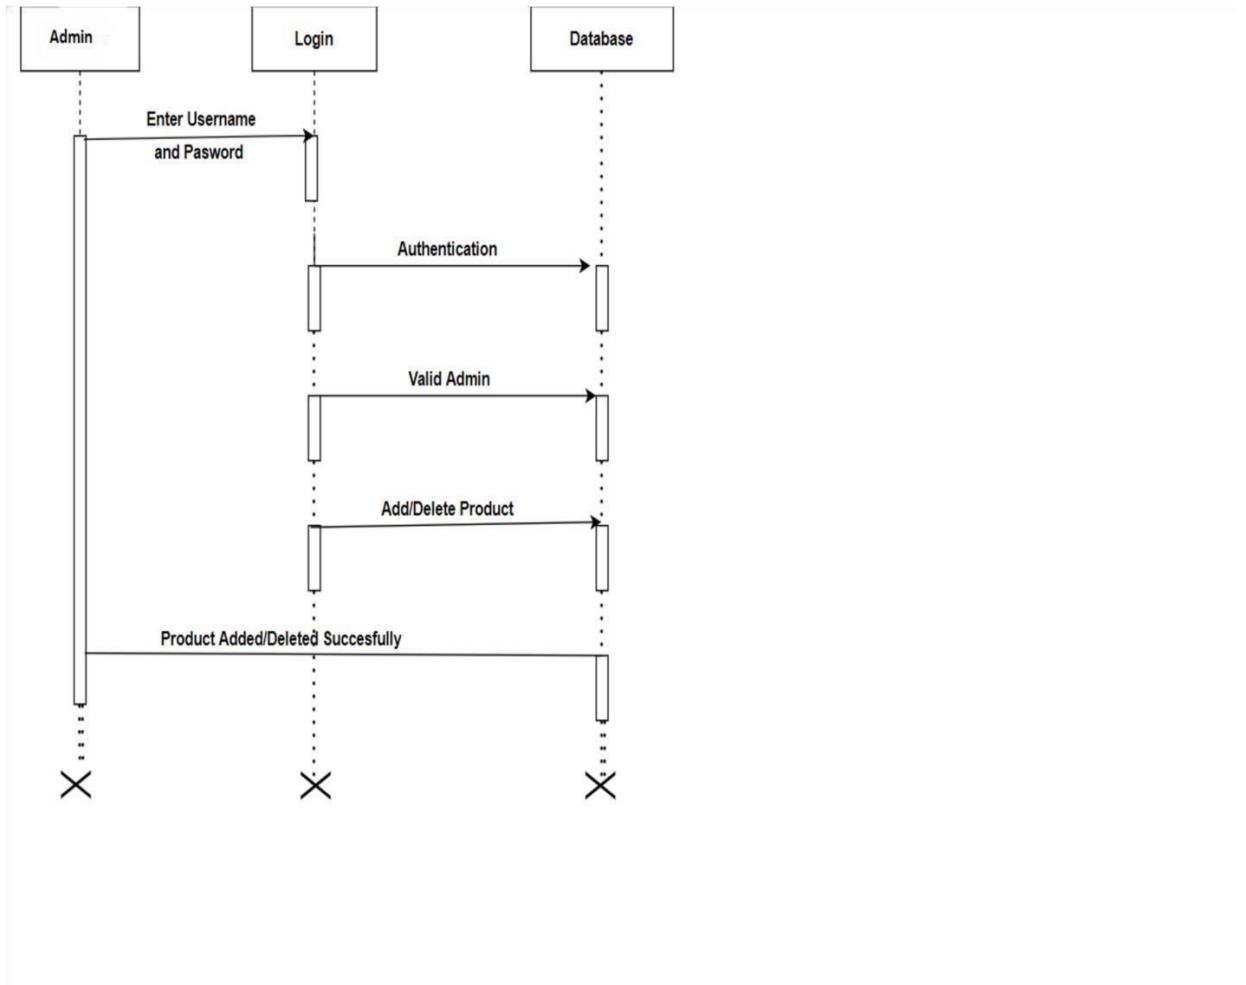 Admin
Login
Database
Enter Username
and Pasword
Authentication
Valid Admin
Add/Delete Product
Product Added/Deleted Succesfully